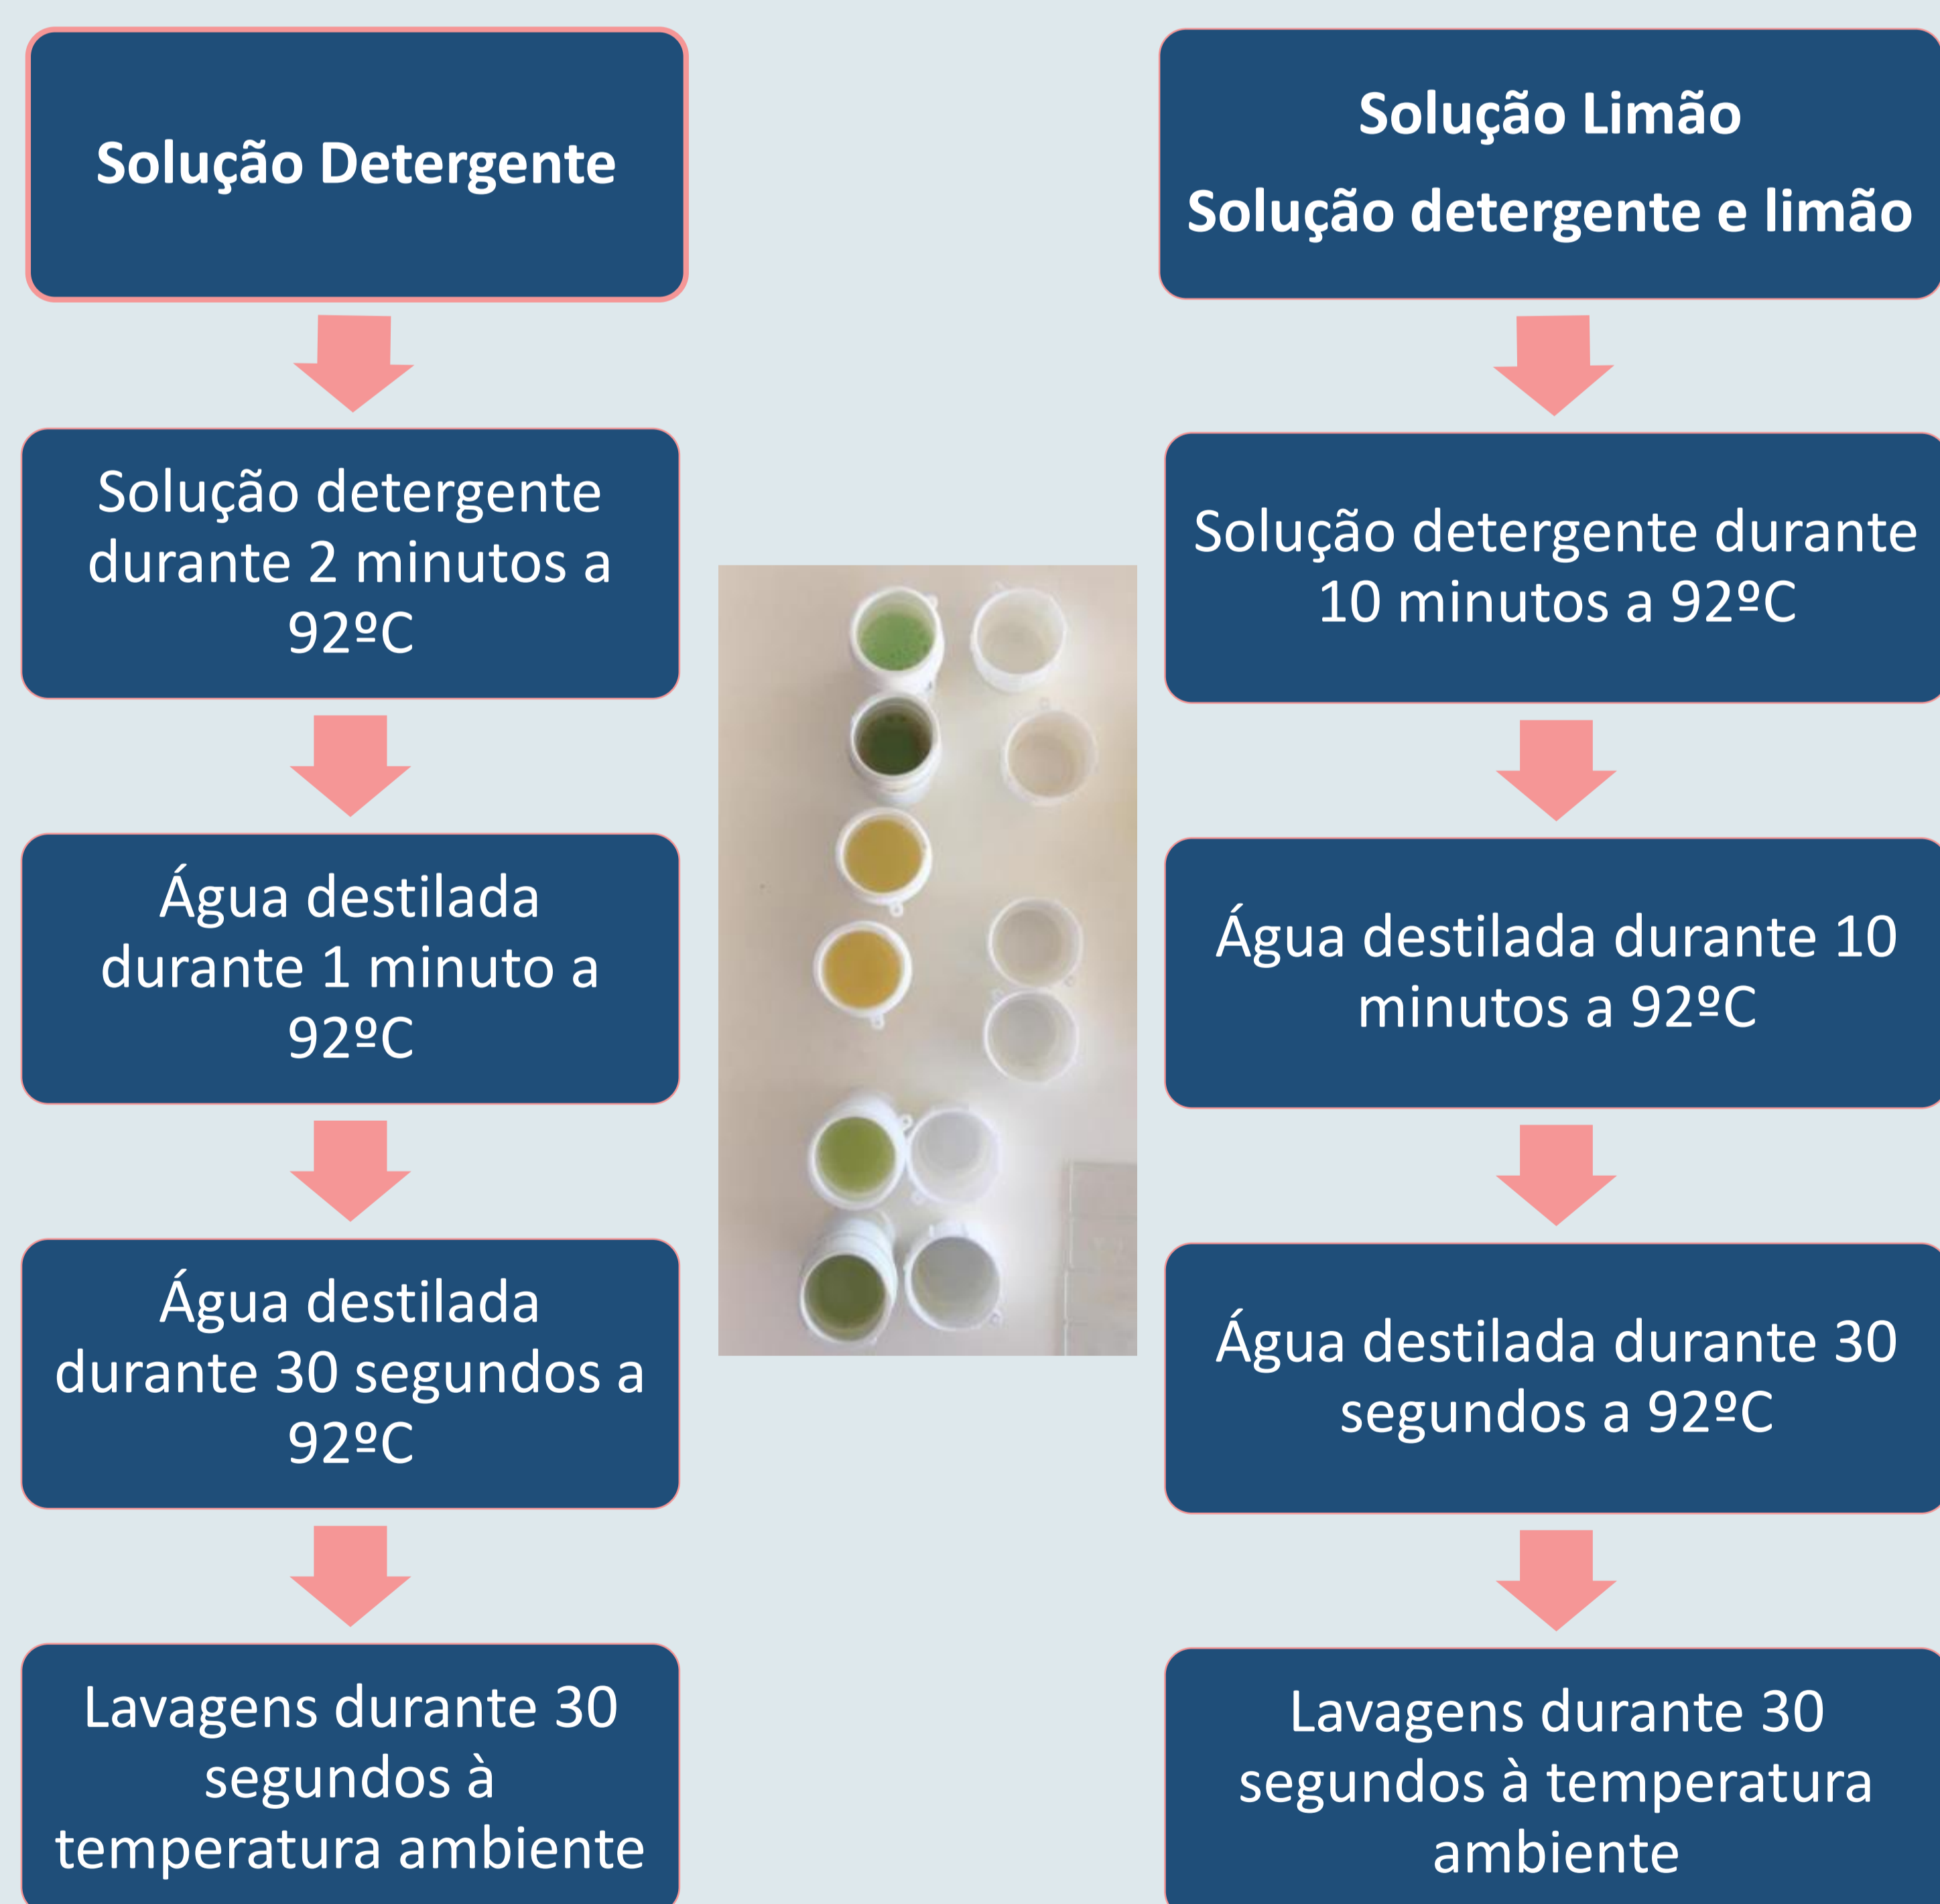 Solução Detergente
Solução detergente
durante 2 minutos a
92ºC
Água destilada
durante 1 minuto a
92ºC
Água destilada
durante 30 segundos a
92ºC
Lavagens durante 30
segundos à
temperatura ambiente
Solução Limão
Solução detergente e limão
Solução detergente durante
10 minutos a 92ºC
Água destilada durante 10
minutos a 92ºC
Água destilada durante 30
segundos a 92ºC
Lavagens durante 30
segundos à temperatura
ambiente